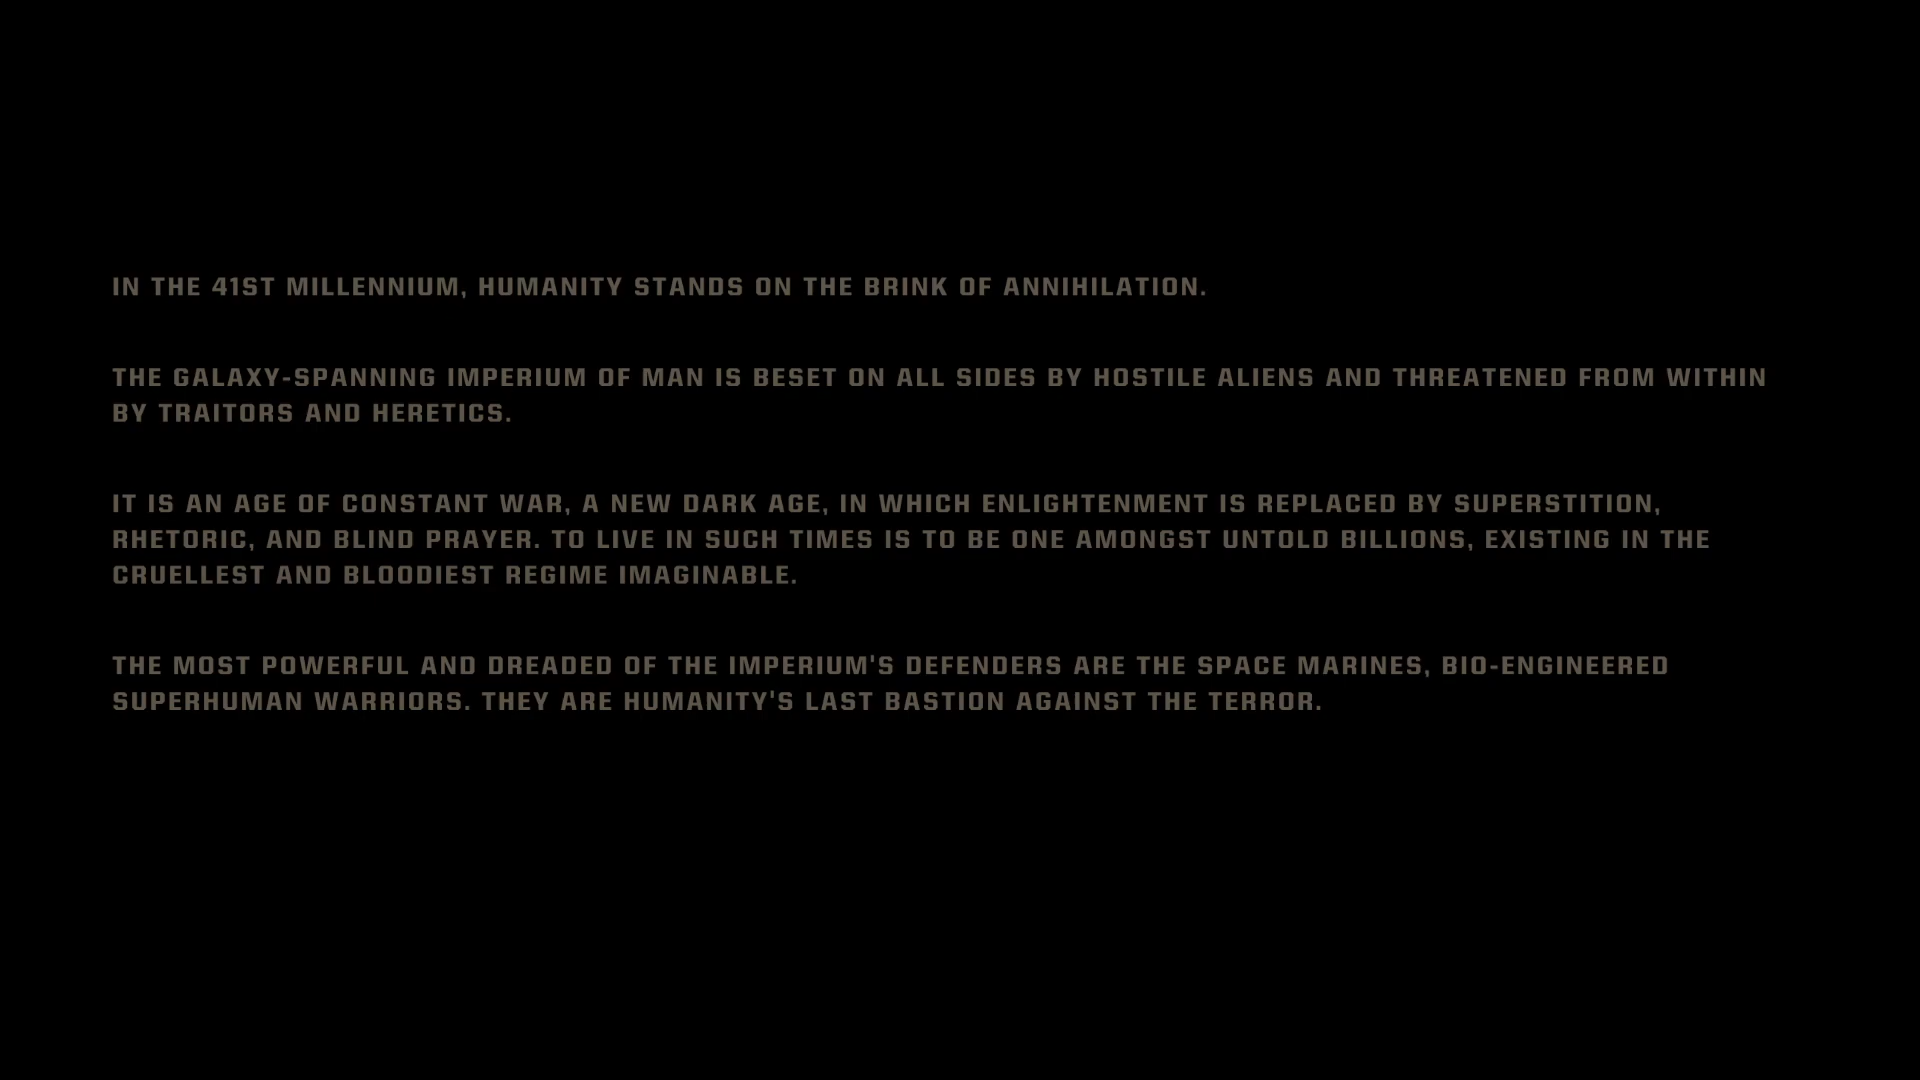 IN THE 41ST MILLENNIUM, HUMANITY STANDS ON THE BRINK OF ANNIHILATION.
THE GALAXY-SPANNING IMPERIUM OF MAN IS BESET ON ALL SIDES BY HOSTILE ALIENS AND THREATENED FROM WITHIN
BY TRAITORS AND HERETICS.
IT IS AN AGE OF CONSTANT WAR, A NEW DARK AGE, IN WHICH ENLIGHTENMENT IS REPLACED BY SUPERSTITION,
RHETORIC, AND BLIND PRAYER. TO LIVE IN SUCH TIMES IS TO BE ONE AMONGST UNTOLD BILLIONS, EXISTING IN THE
CRUELLEST AND BLOODIEST REGIME IMAGINABLE.
THE MOST POWERFUL AND DREADED OF THE IMPERIUM'S DEFENDERS ARE THE SPACE MARINES, BIO-ENGINEERED
SUPERHUMAN WARRIORS. THEY ARE HUMANITY'S LAST BASTION AGAINST THE TERROR.